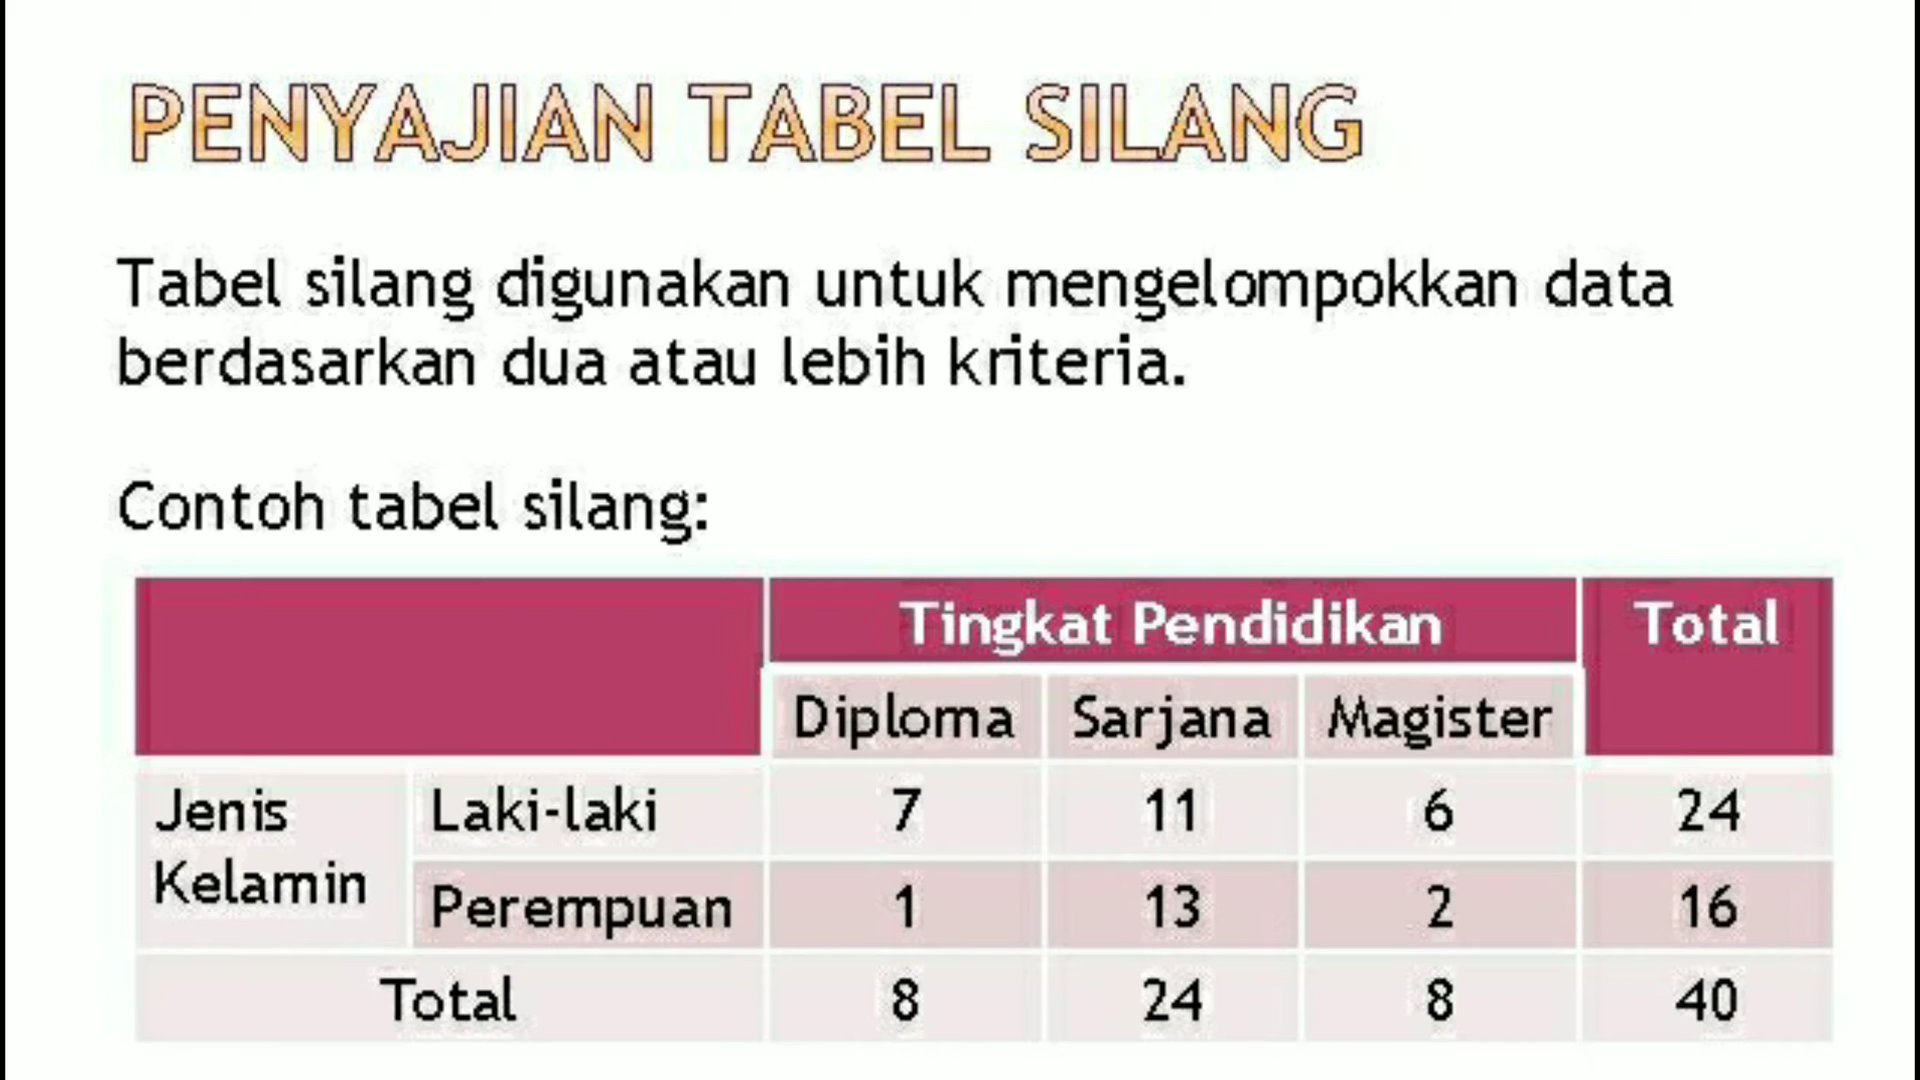 PENYAJIAN TABEL SILANG
Tabel silang digunakan untuk mengelompokkan data
berdasarkan dua atau lebih kriteria.
Contoh tabel silang:
Tingkat Pendidikan Total
Diploma Sarjana Magister
Jenis Kelamin Laki-laki 7 11 6 24
Perempuan 1 13 2 16
Total 8 24 8 40